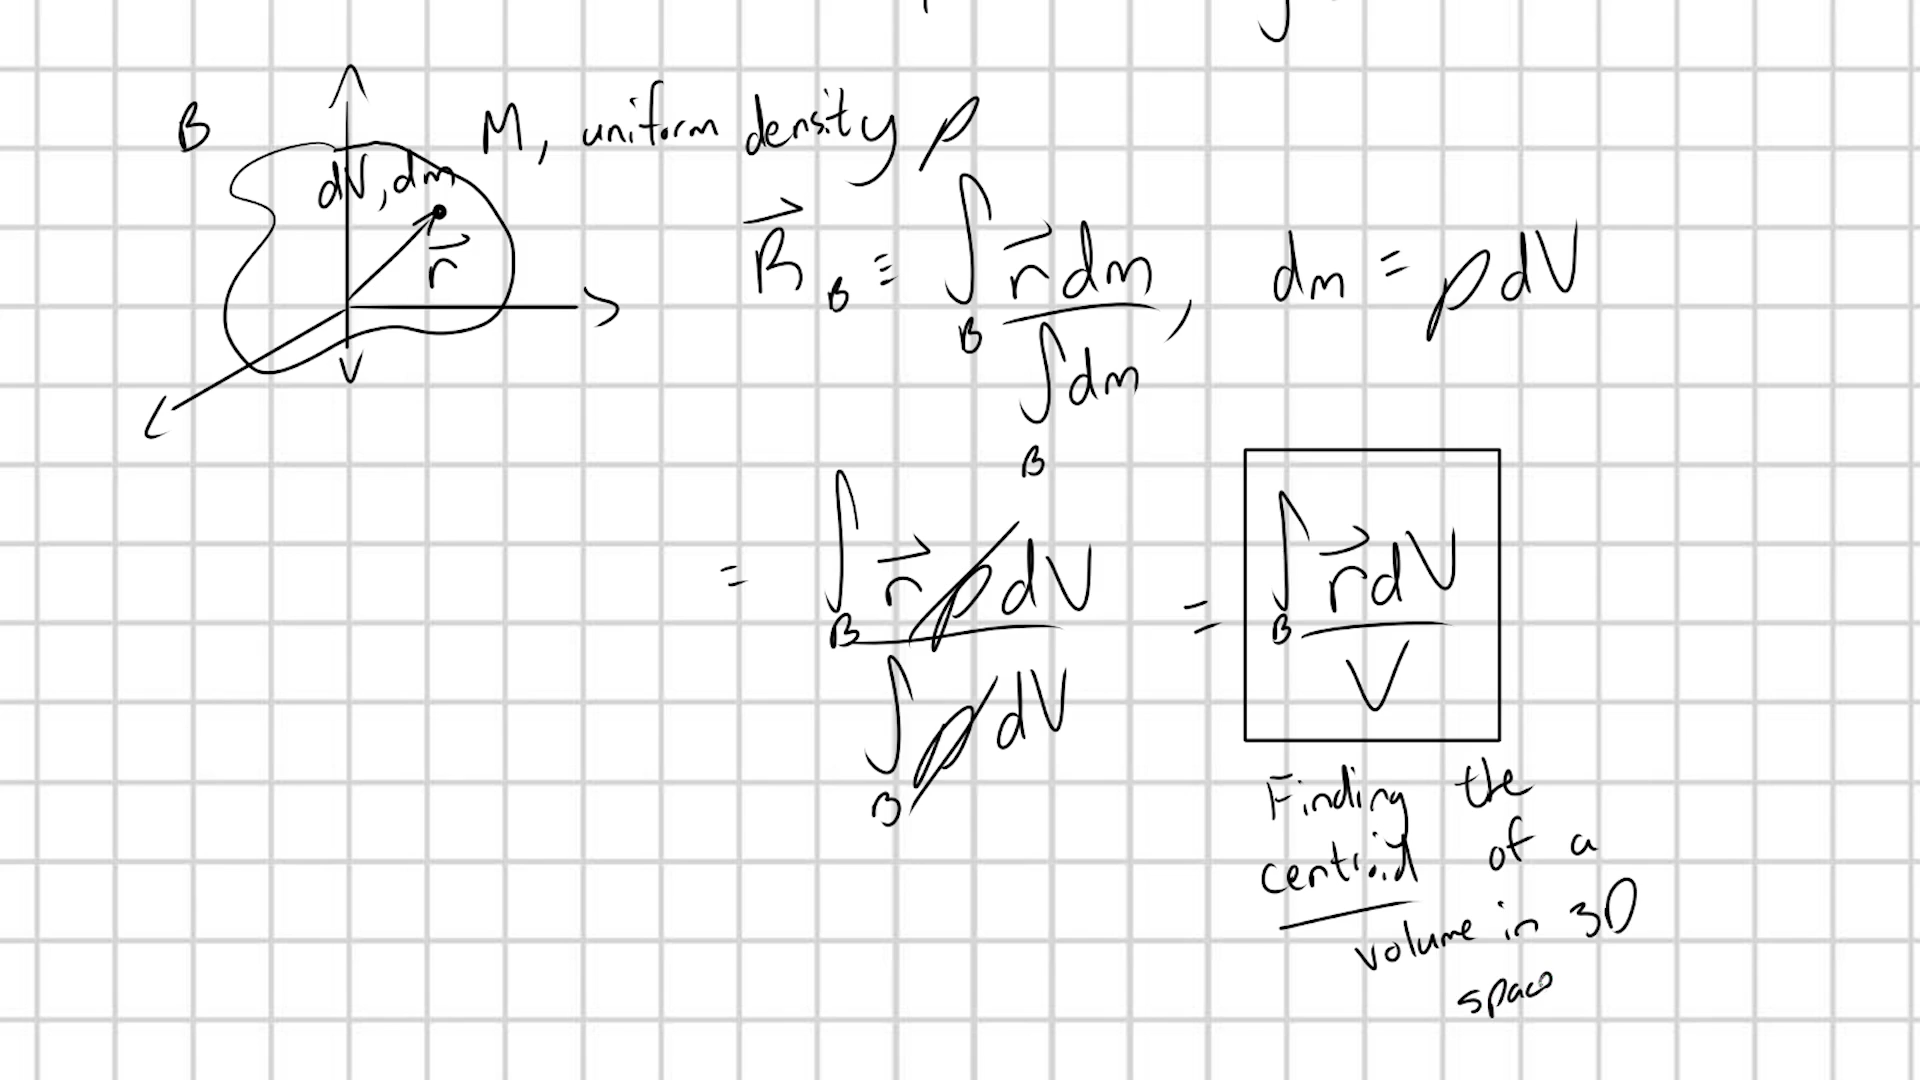 B
M, uniform density ρ
dV, dm
r⃗
R⃗_B ≡ ∫_B r⃗ dm / ∫_B dm , dm = ρ dV
= ∫_B r⃗ ρ dV / ∫_B ρ dV = ∫_B r⃗ dV / V
Finding the
centroid of a
volume in 3D
space